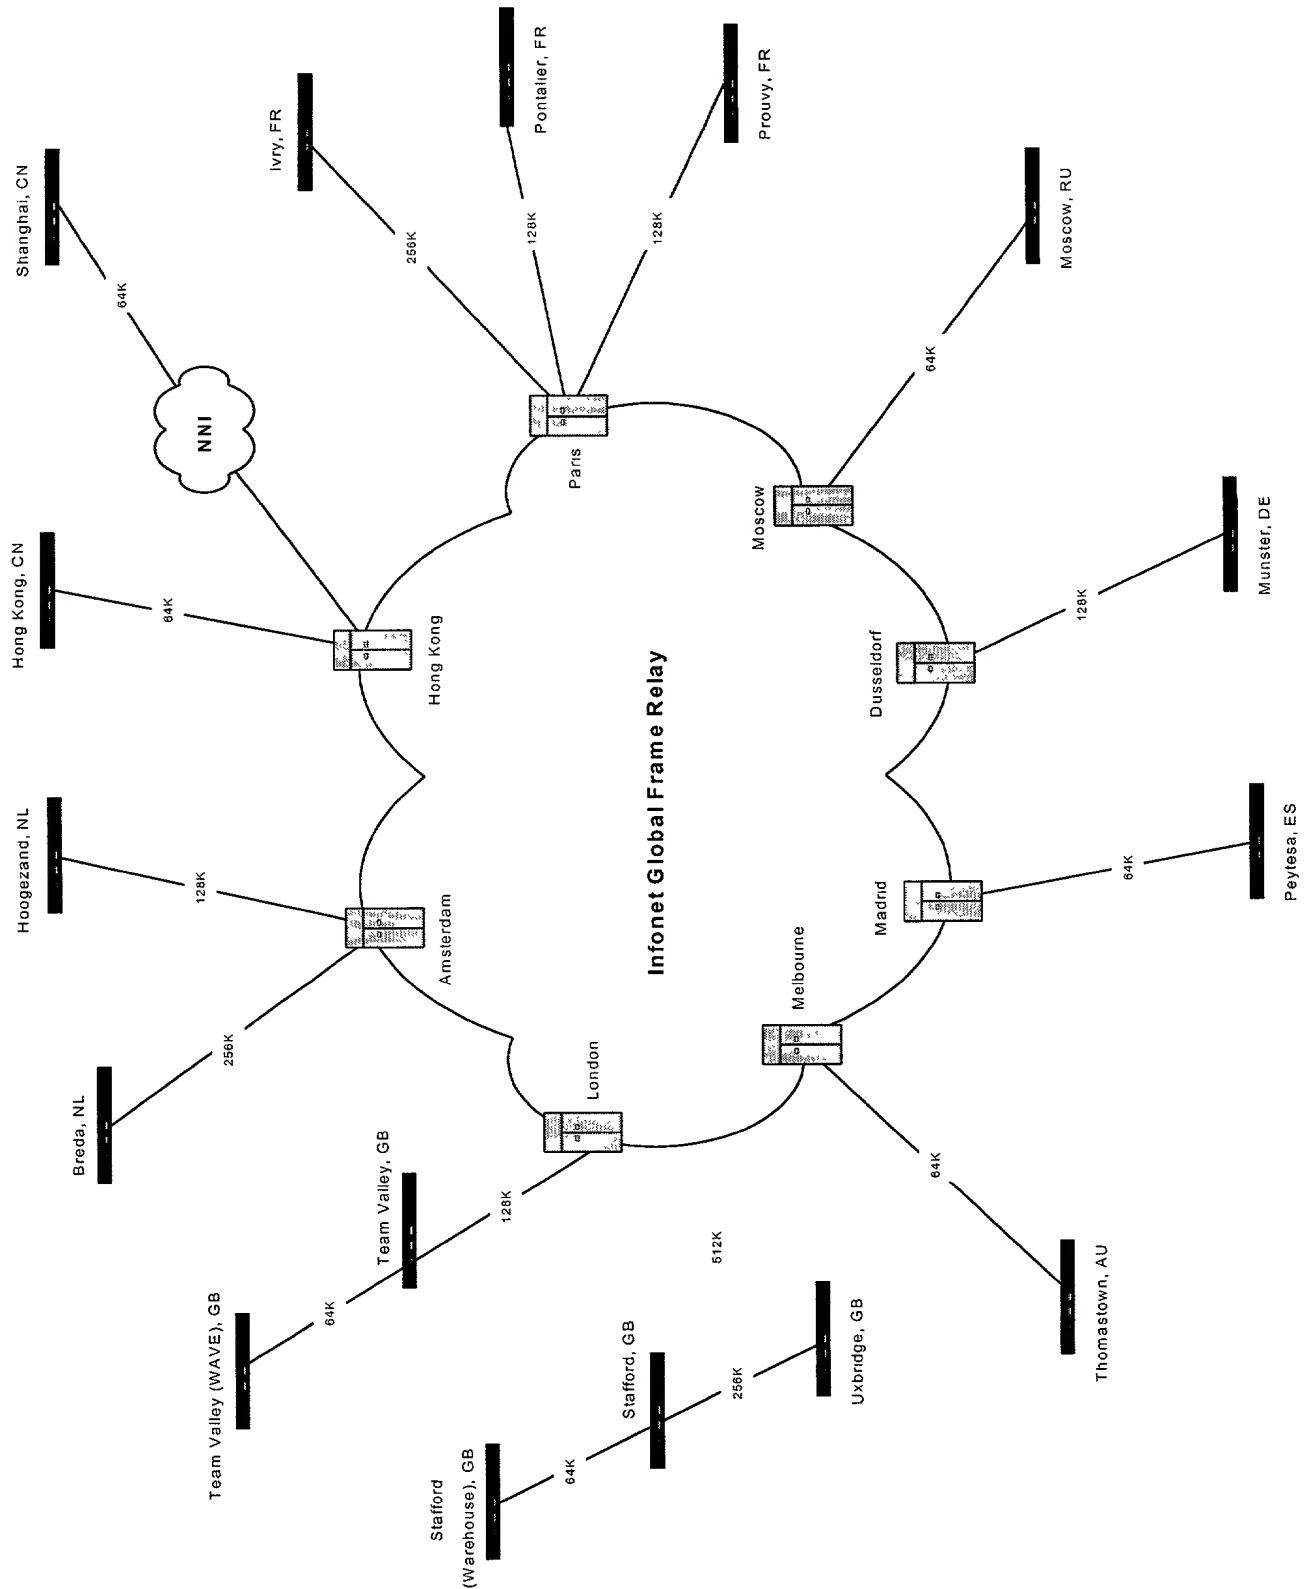 Team Valley (WAVE), GB
64K
Team Valley, GB
128K
Breda, NL
256K
Hoogezand, NL
128K
Hong Kong, CN
64K
Shanghai, CN
64K
NNI
Ivry, FR
256K
Pontalier, FR
128K
Prouvy, FR
128K
Amsterdam
Hong Kong
London
Paris
Infonet Global Frame Relay
Stafford
(Warehouse), GB
64K
Stafford, GB
256K
512K
Uxbridge, GB
Melbourne
Madrid
Dusseldorf
Moscow
64K
Thomastown, AU
64K
Peytesa, ES
128K
Munster, DE
64K
Moscow, RU